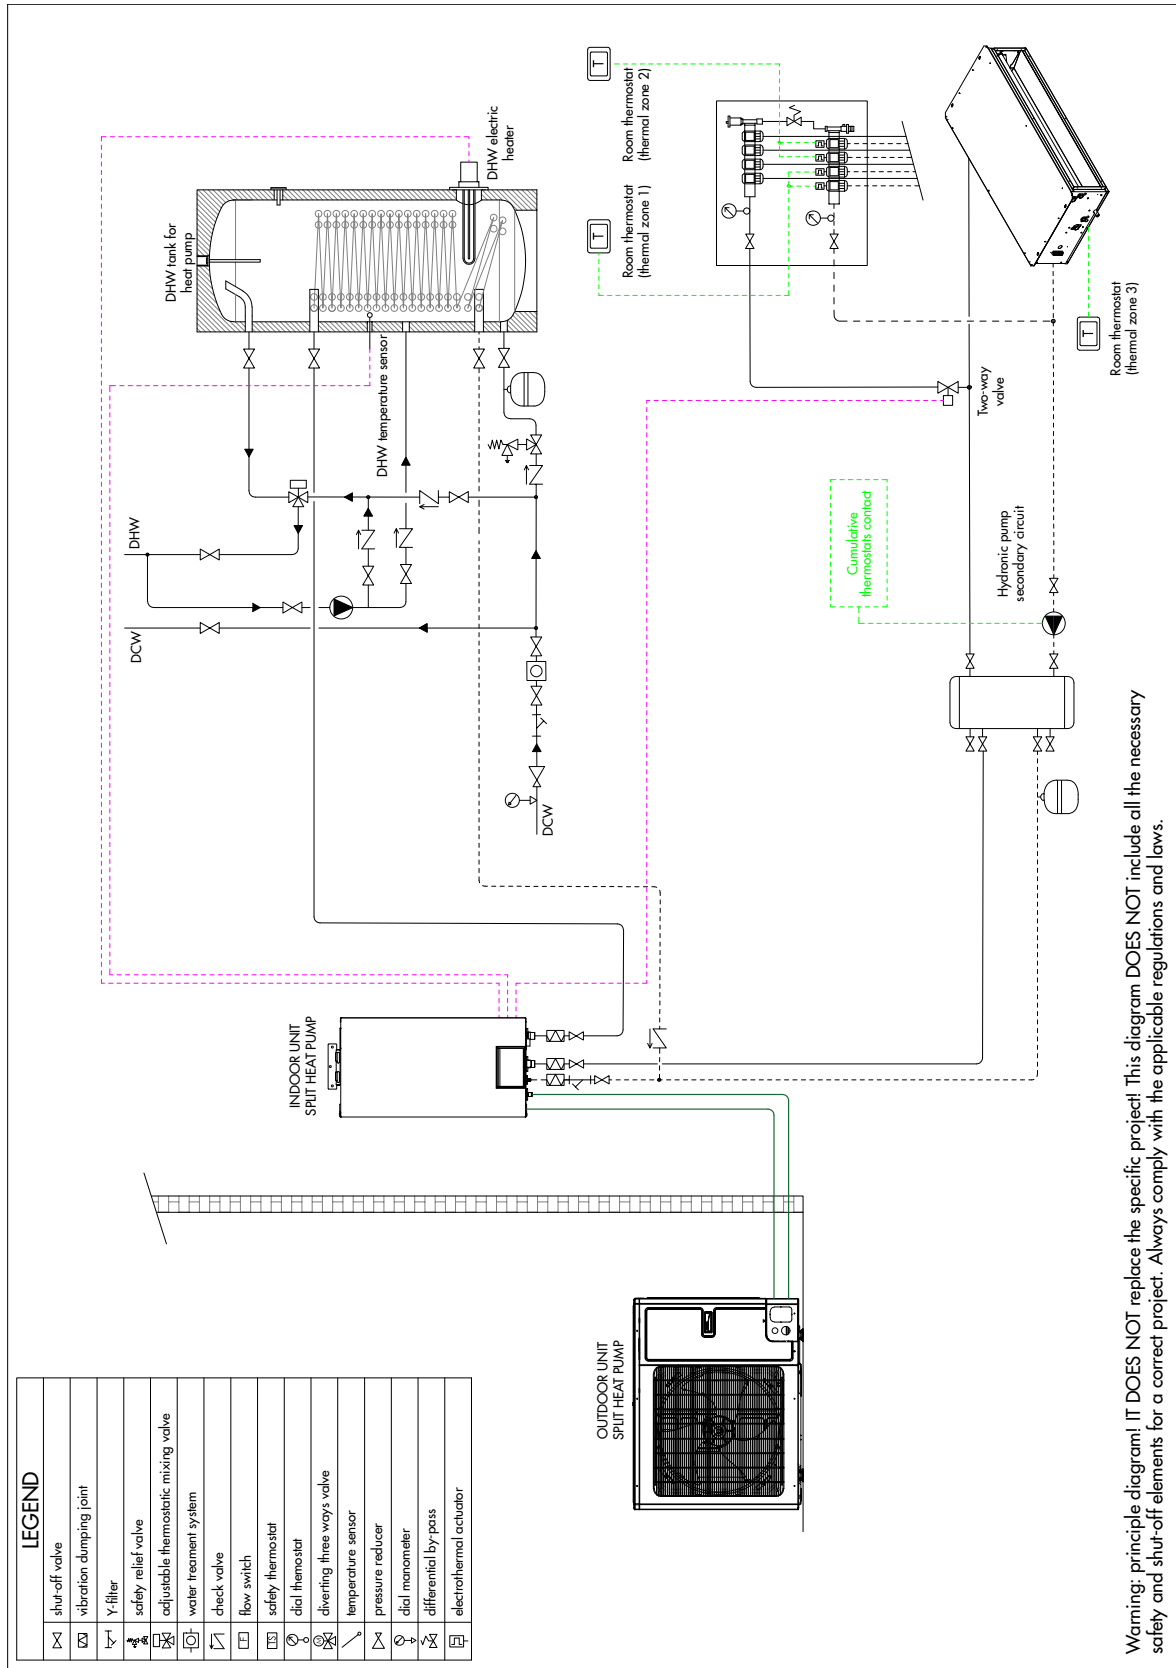 LEGEND
shut-off valve
vibration dumping joint
Y-filter
safety relief valve
adjustable thermostatic mixing valve
water treament system
check valve
F
flow switch
TS
safety thermostat
dial themostat
M
diverting three ways valve
temperature sensor
pressure reducer
dial manometer
differential by-pass
electrothermal actuator
OUTDOOR UNIT
SPLIT HEAT PUMP
INDOOR UNIT
SPLIT HEAT PUMP
DCW
DHW
DCW
DHW tank for
heat pump
DHW temperature sensor
DHW electric
heater
T
Room thermostat
(thermal zone 1)
T
Room thermostat
(thermal zone 2)
Cumulative
thermostats contact
Hydronic pump
secondary circuit
Two-way
valve
T
Room thermostat
(thermal zone 3)
Warning: principle diagram! IT DOES NOT replace the specific project! This diagram DOES NOT include all the necessary
safety and shut-off elements for a correct project. Always comply with the applicable regulations and laws.